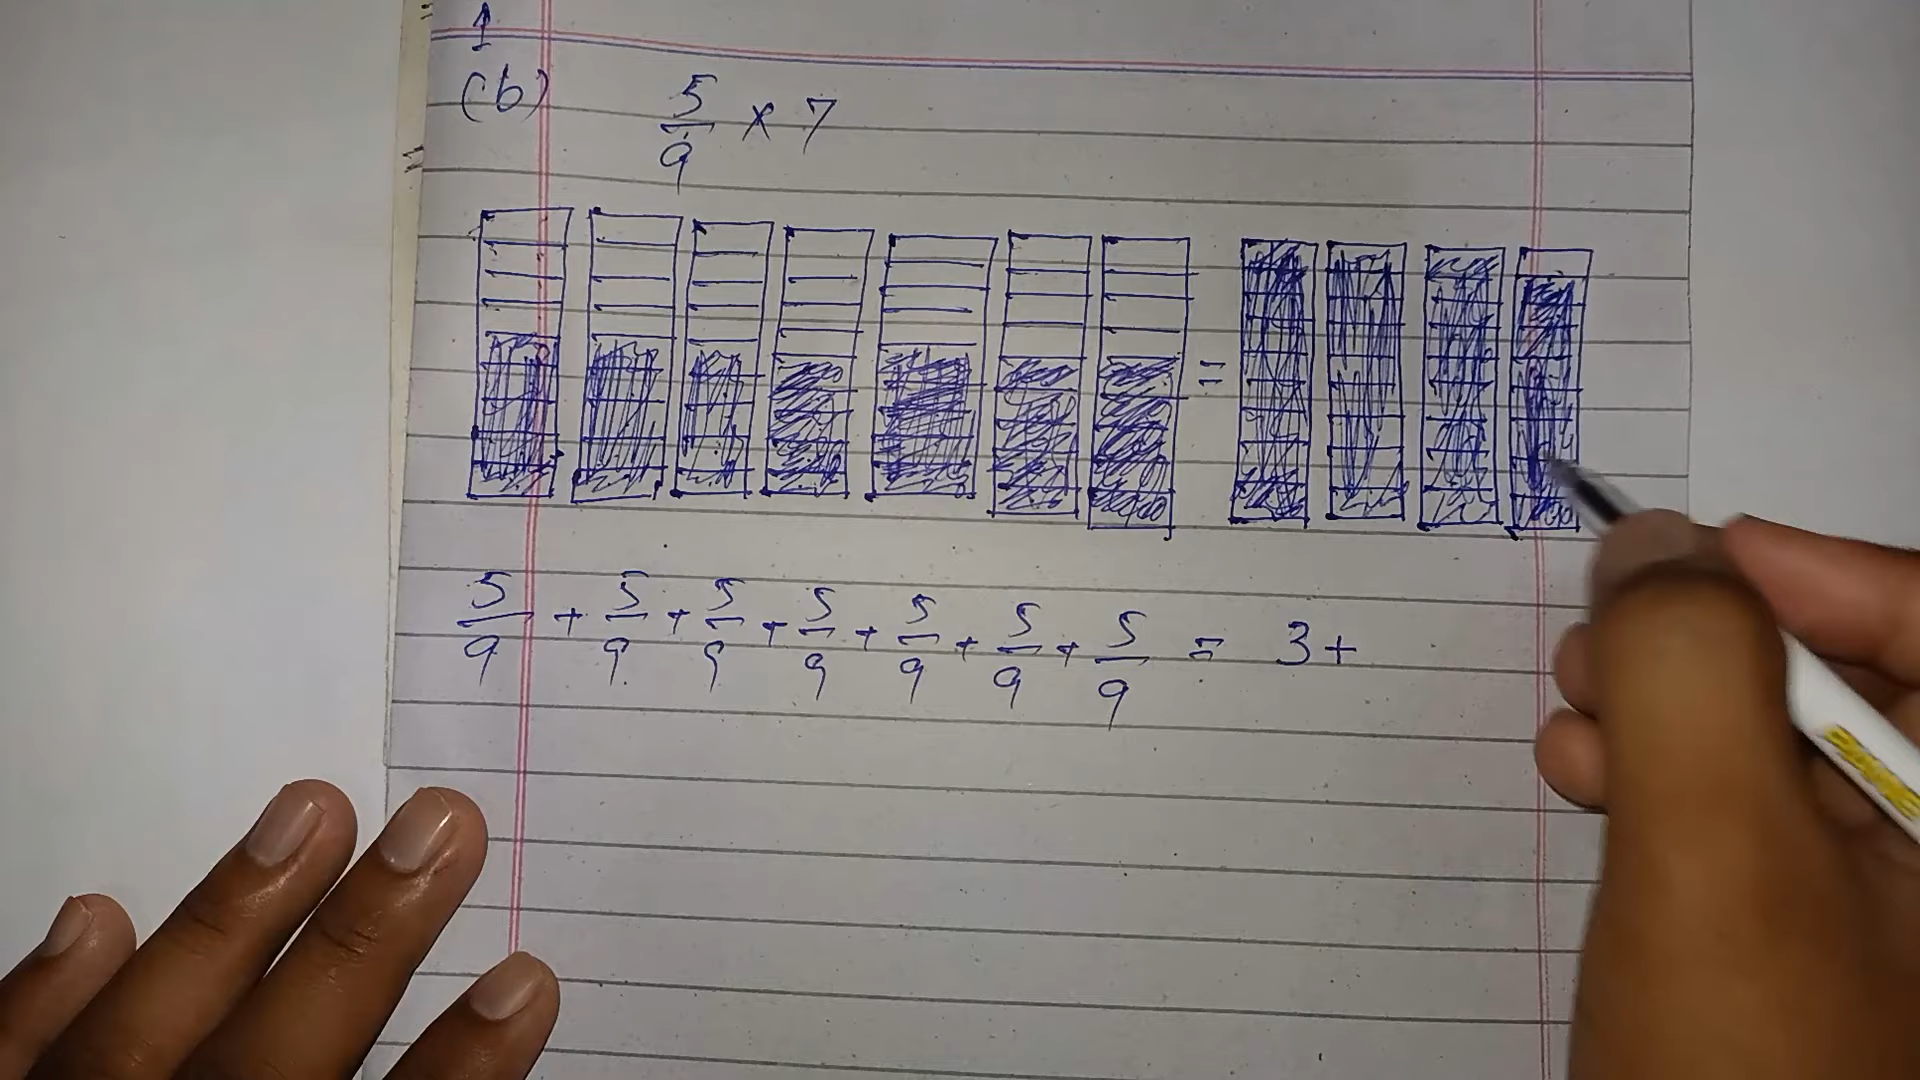 1
(b) 5/9 × 7
=
5/9 + 5/9 + 5/9 + 5/9 + 5/9 + 5/9 + 5/9 = 3 +